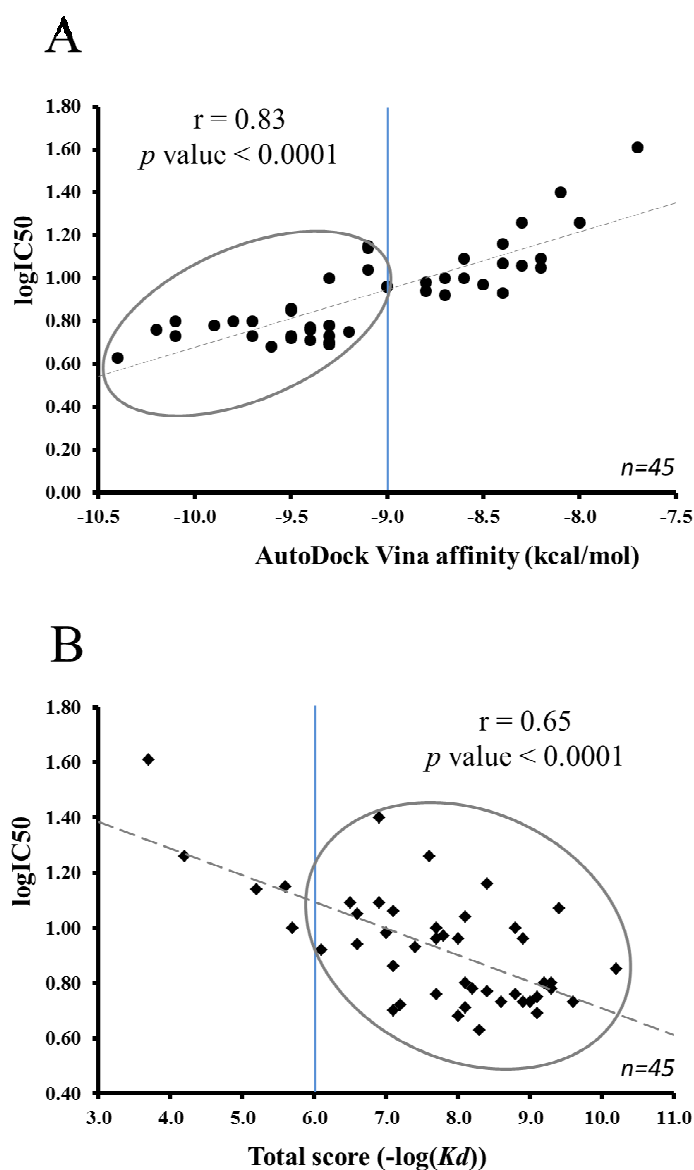 A
r = 0.83
p value < 0.0001
logIC50
1.80
1.60
1.40
1.20
1.00
0.80
0.60
0.40
0.20
0.00
n=45
-10.5 -10.0 -9.5 -9.0 -8.5 -8.0 -7.5
AutoDock Vina affinity (kcal/mol)
B
r = 0.65
p value < 0.0001
logIC50
1.80
1.60
1.40
1.20
1.00
0.80
0.60
0.40
n=45
3.0 4.0 5.0 6.0 7.0 8.0 9.0 10.0 11.0
Total score (-log(Kd))